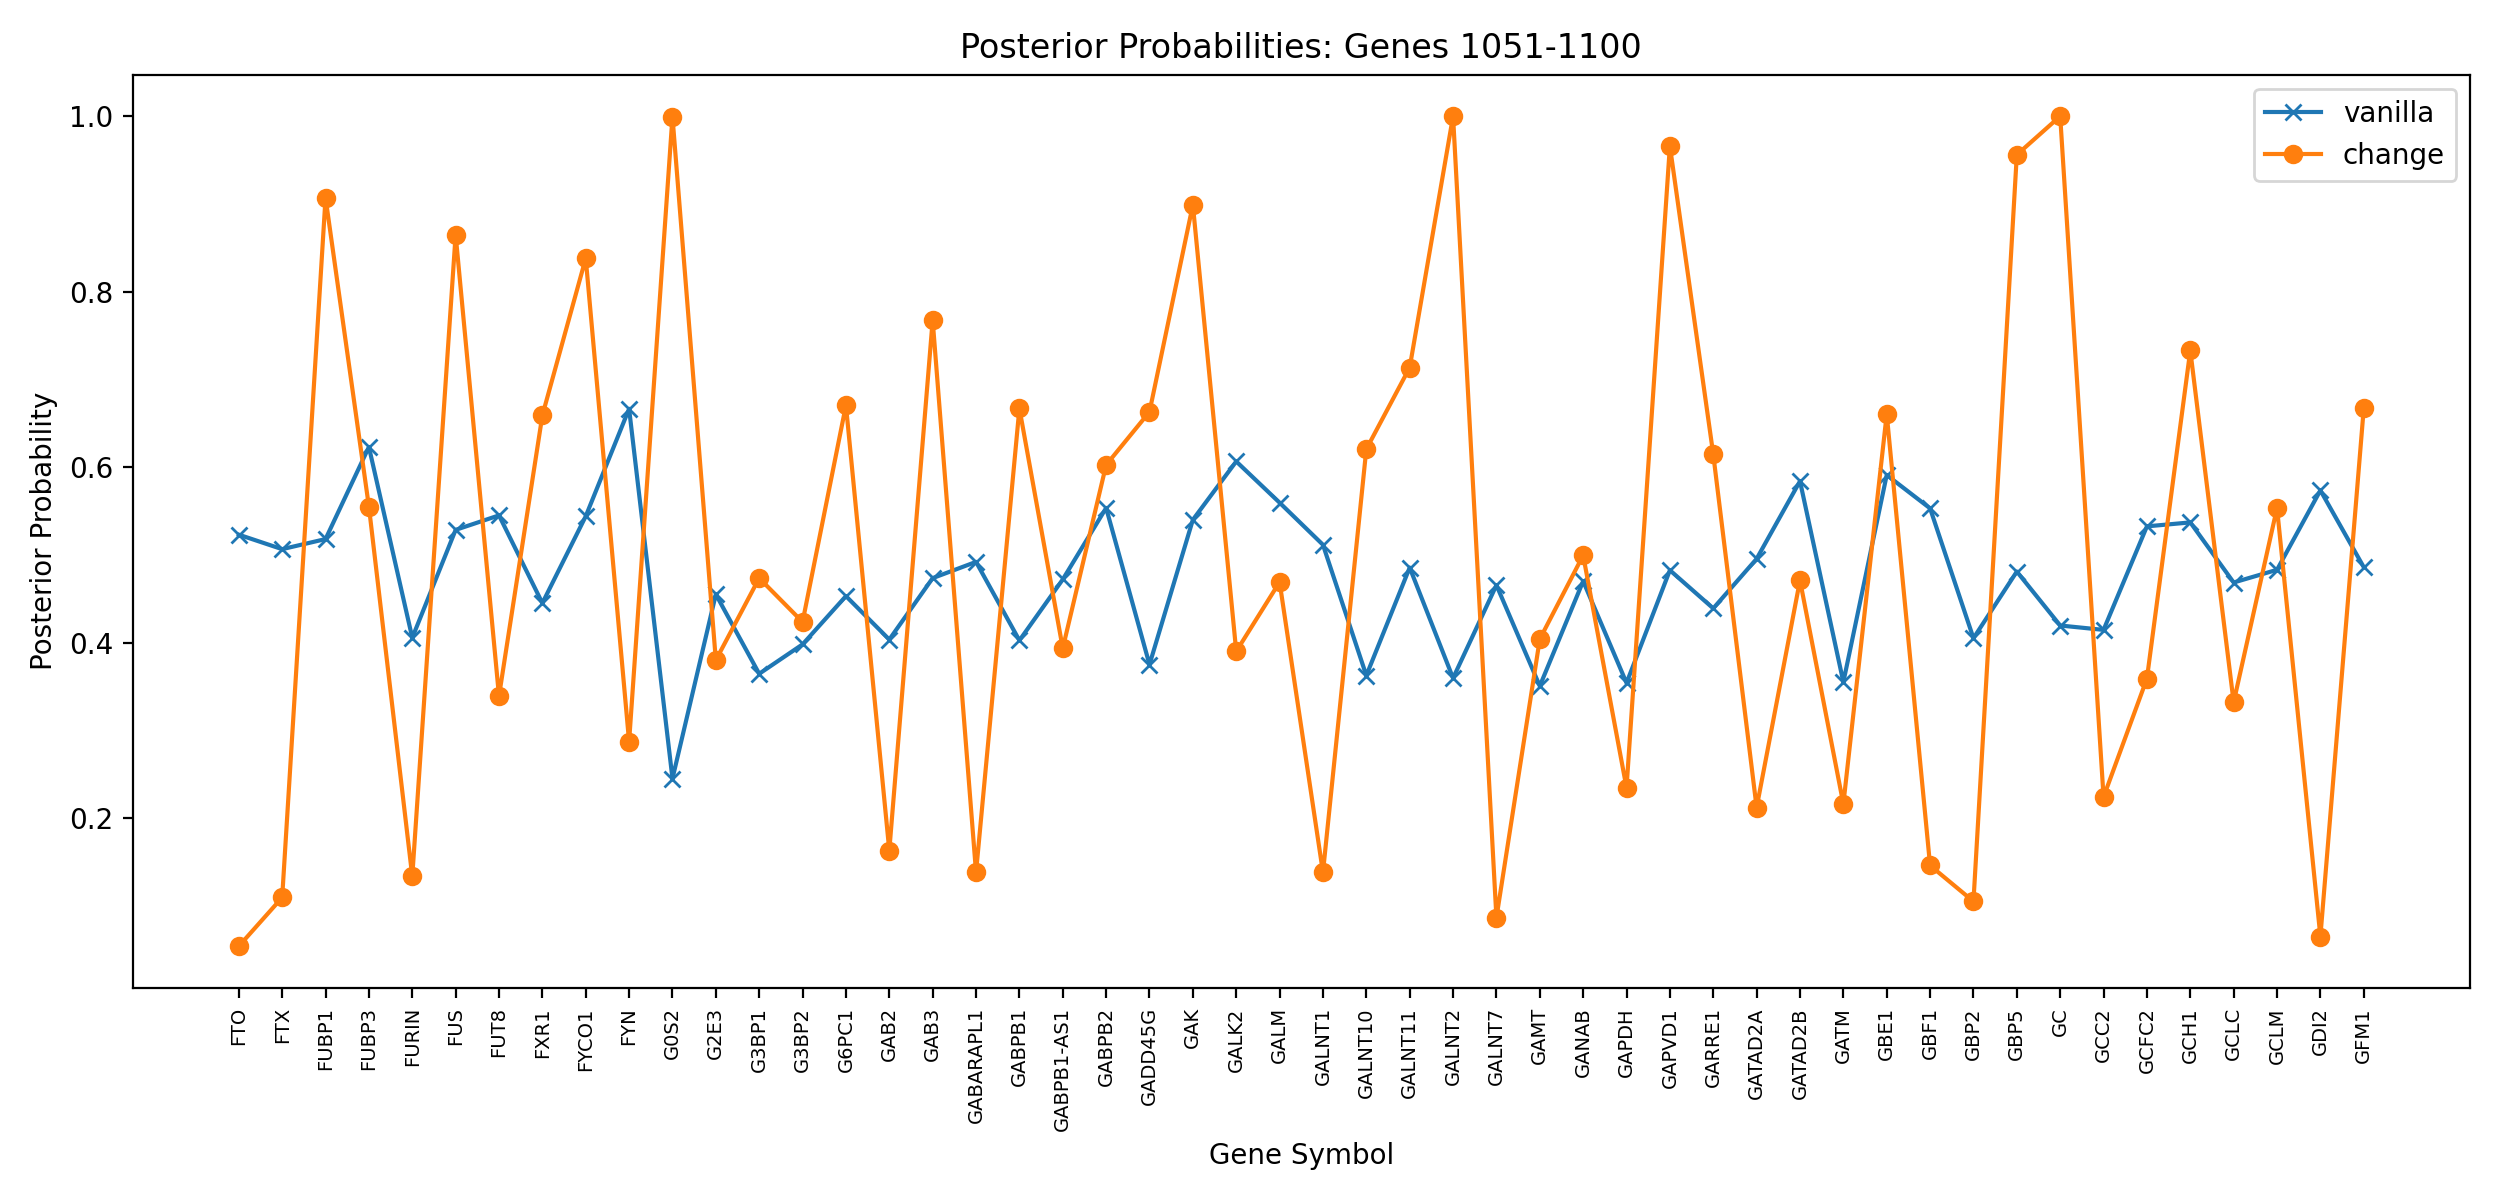 Posterior Probabilities: Genes 1051-1100
vanilla
change
Posterior Probability
1.0
0.8
0.6
0.4
0.2
FTO
FTX
FUBP1
FUBP3
FURIN
FUS
FUT8
FXR1
FYCO1
FYN
G0S2
G2E3
G3BP1
G3BP2
G6PC1
GAB2
GAB3
GABARAPL1
GABPB1
GABPB1-AS1
GABPB2
GADD45G
GAK
GALK2
GALM
GALNT1
GALNT10
GALNT11
GALNT2
GALNT7
GAMT
GANAB
GAPDH
GAPVD1
GARRE1
GATAD2A
GATAD2B
GATM
GBE1
GBF1
GBP2
GBP5
GC
GCC2
GCFC2
GCH1
GCLC
GCLM
GDI2
GFM1
Gene Symbol